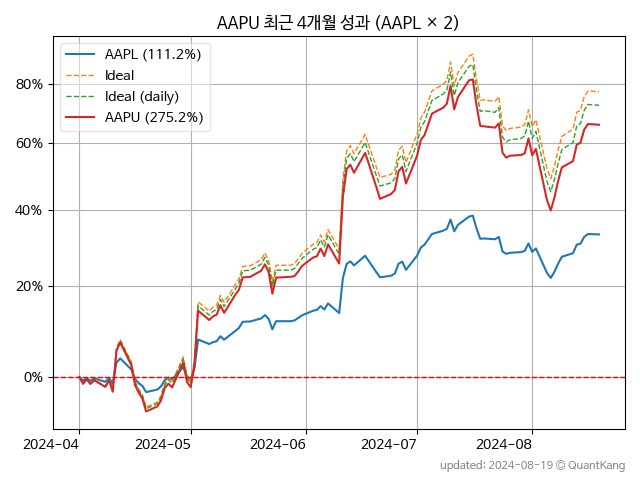 AAPU 최근 4개월 성과 (AAPL × 2)
AAPL (111.2%)
Ideal
Ideal (daily)
AAPU (275.2%)
80%
60%
40%
20%
0%
2024-04 2024-05 2024-06 2024-07 2024-08
updated: 2024-08-19 © QuantKang